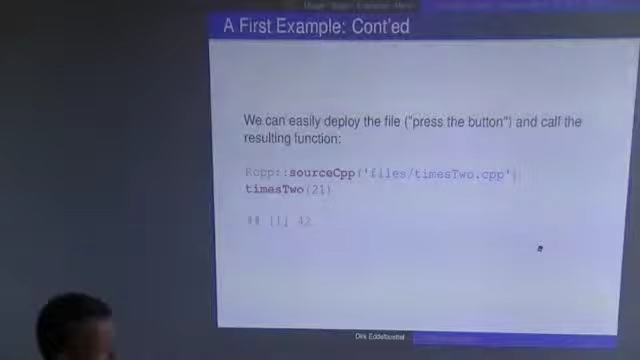 A First Example: Cont'ed
We can easily deploy the file ("press the button") and call the
resulting function:
Rcpp::sourceCpp('files/timesTwo.cpp')
timesTwo(21)
## [1] 42
Dirk Eddelbuettel